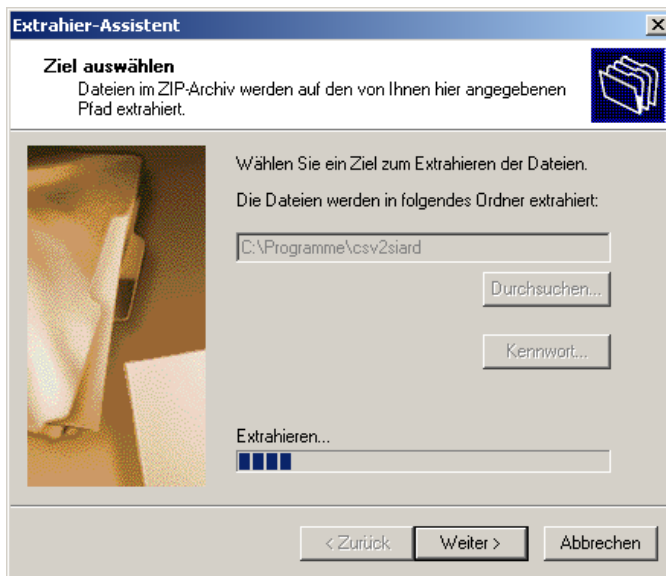 Extrahier-Assistent
Ziel auswählen
Dateien im ZIP-Archiv werden auf den von Ihnen hier angegebenen
Pfad extrahiert.
Wählen Sie ein Ziel zum Extrahieren der Dateien.
Die Dateien werden in folgendes Ordner extrahiert:
C:\Programme\csv2siard
Durchsuchen...
Kennwort...
Extrahieren...
< Zurück Weiter > Abbrechen